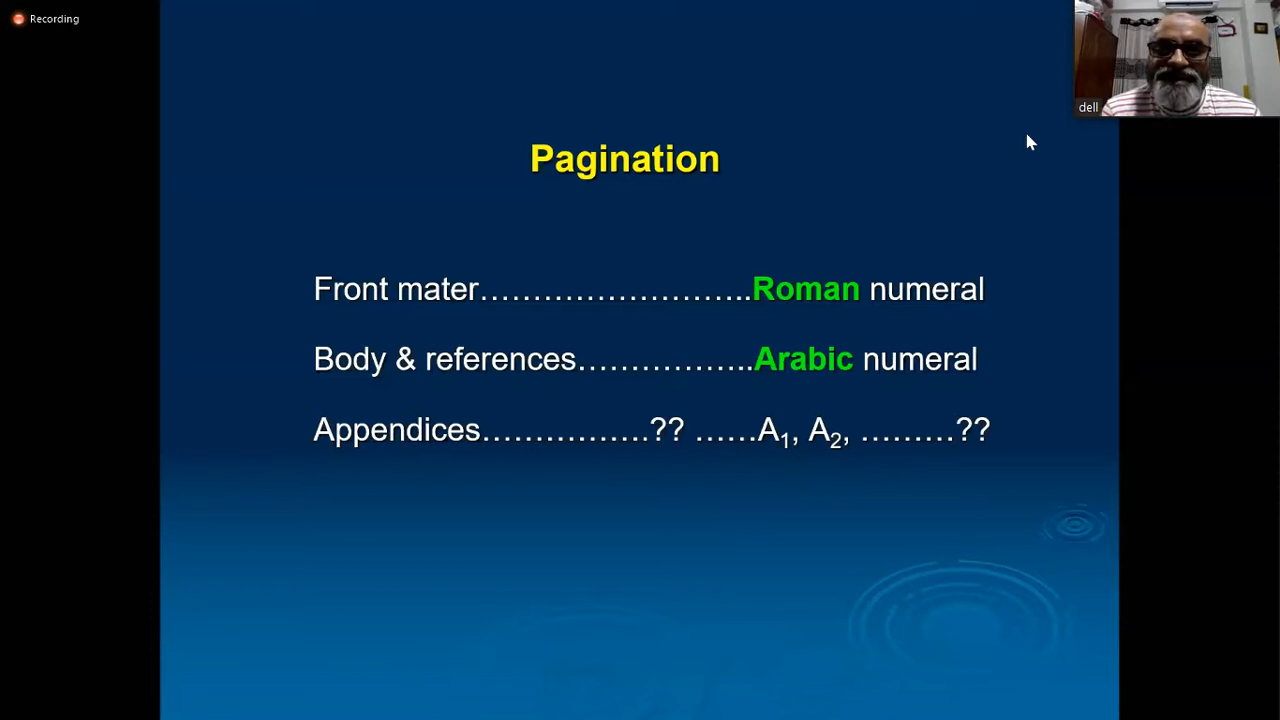 Recording
dell
Pagination
Front mater……………………..Roman numeral
Body & references……………..Arabic numeral
Appendices…………….?? ……A₁, A₂, ………??